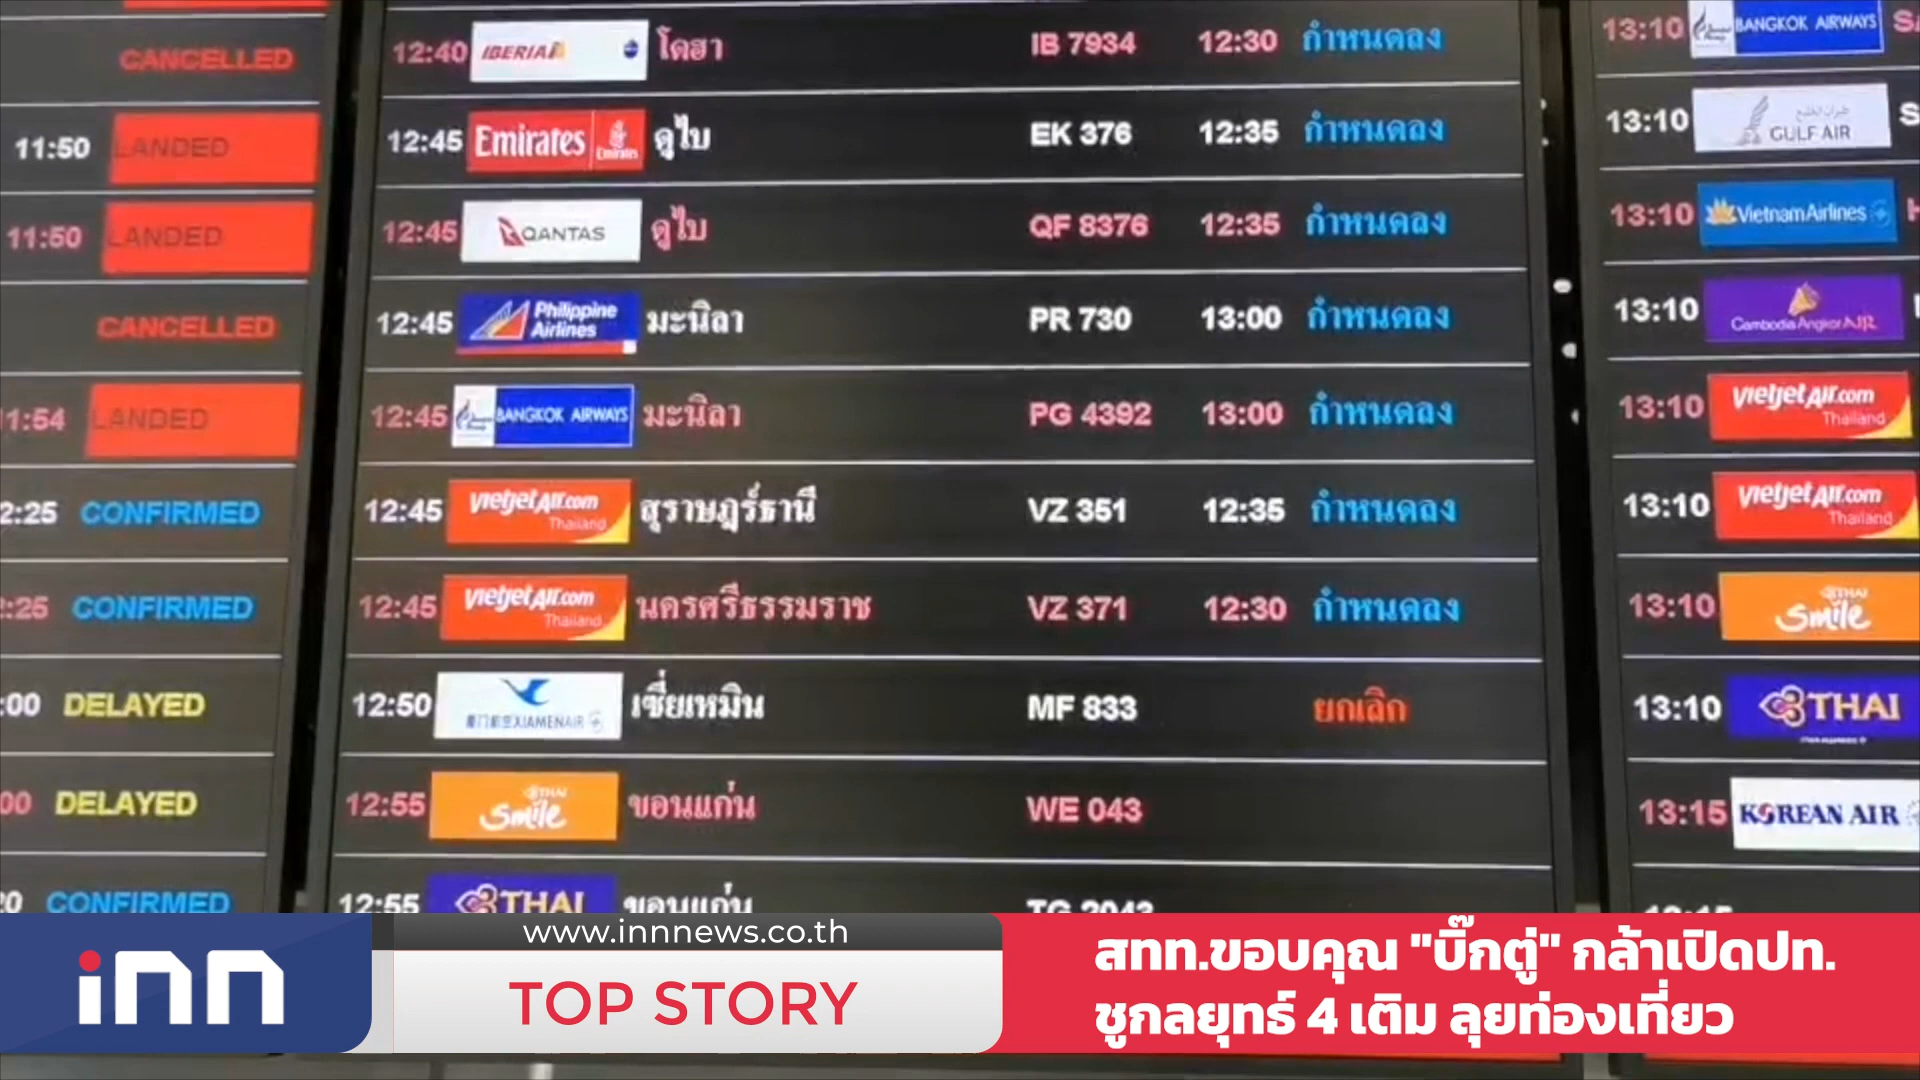 CANCELLED
11:50 LANDED
11:50 LANDED
CANCELLED
11:54 LANDED
2:25 CONFIRMED
2:25 CONFIRMED
:00 DELAYED
00 DELAYED
20 CONFIRMED
12:40 IBERIA โดฮา IB 7934 12:30 กำหนดลง
12:45 Emirates Emirates ดูไบ EK 376 12:35 กำหนดลง
12:45 QANTAS ดูไบ QF 8376 12:35 กำหนดลง
12:45 Philippine Airlines มะนิลา PR 730 13:00 กำหนดลง
12:45 BANGKOK AIRWAYS มะนิลา PG 4392 13:00 กำหนดลง
12:45 vietjetAir.com Thailand สุราษฎร์ธานี VZ 351 12:35 กำหนดลง
12:45 vietjetAir.com Thailand นครศรีธรรมราช VZ 371 12:30 กำหนดลง
12:50 XIAMENAIR เซี่ยเหมิน MF 833 ยกเลิก
12:55 THAI Smile ขอนแก่น WE 043
12:55 THAI ขอนแก่น TG 2043
13:10 BANGKOK AIRWAYS
13:10 GULF AIR
13:10 Vietnam Airlines
13:10 Cambodia Angkor AIR
13:10 vietjetAir.com Thailand
13:10 vietjetAir.com Thailand
13:10 THAI Smile
13:10 THAI
13:15 KOREAN AIR
inn
www.innnews.co.th
TOP STORY
สทท.ขอบคุณ "บิ๊กตู่" กล้าเปิดปท.
ชูกลยุทธ์ 4 เติม ลุยท่องเที่ยว